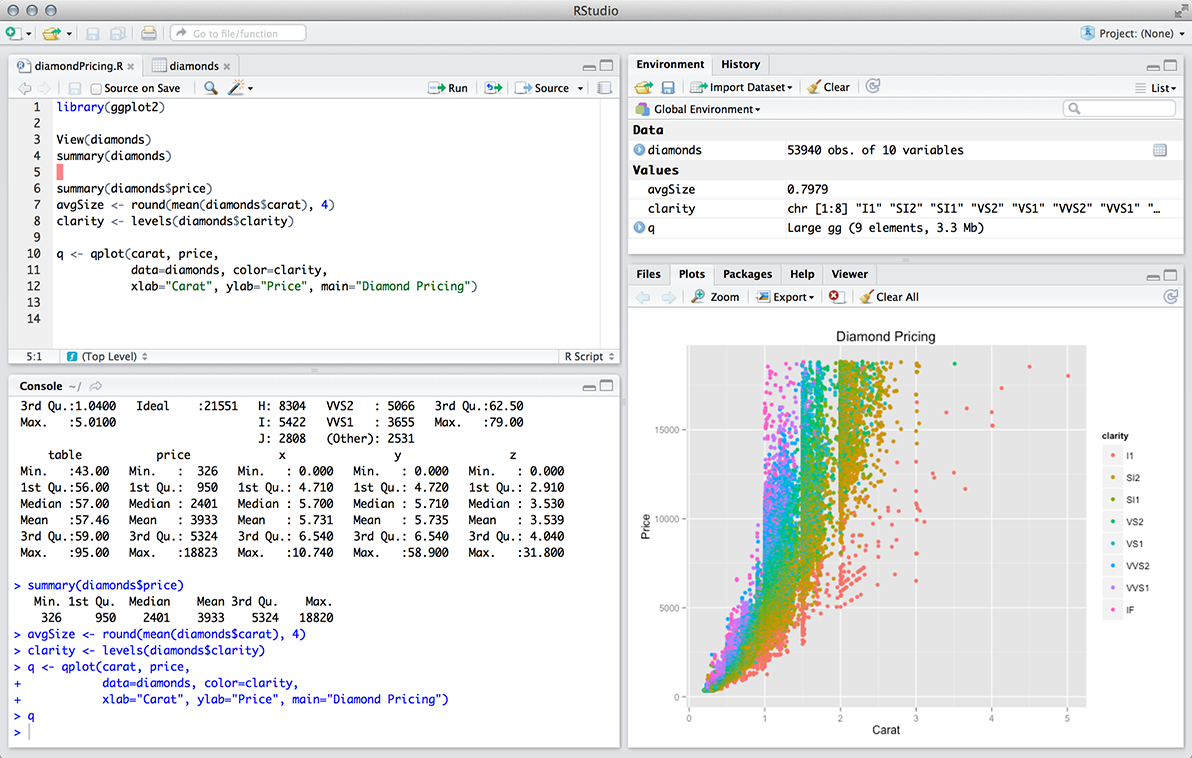 RStudio
Go to file/function
Project: (None)
diamondPricing.R
diamonds
Source on Save
Run
Source
1 library(ggplot2)
2
3 View(diamonds)
4 summary(diamonds)
5
6 summary(diamonds$price)
7 avgSize <- round(mean(diamonds$carat), 4)
8 clarity <- levels(diamonds$clarity)
9
10 q <- qplot(carat, price,
11 data=diamonds, color=clarity,
12 xlab="Carat", ylab="Price", main="Diamond Pricing")
13
14
5:1 (Top Level) R Script
Console ~/
3rd Qu.:1.0400 Ideal :21551 H: 8304 VVS2 : 5066 3rd Qu.:62.50
Max. :5.0100 I: 5422 VVS1 : 3655 Max. :79.00
J: 2808 (Other): 2531
table price x y z
Min. :43.00 Min. : 326 Min. : 0.000 Min. : 0.000 Min. : 0.000
1st Qu.:56.00 1st Qu.: 950 1st Qu.: 4.710 1st Qu.: 4.720 1st Qu.: 2.910
Median :57.00 Median : 2401 Median : 5.700 Median : 5.710 Median : 3.530
Mean :57.46 Mean : 3933 Mean : 5.731 Mean : 5.735 Mean : 3.539
3rd Qu.:59.00 3rd Qu.: 5324 3rd Qu.: 6.540 3rd Qu.: 6.540 3rd Qu.: 4.040
Max. :95.00 Max. :18823 Max. :10.740 Max. :58.900 Max. :31.800
> summary(diamonds$price)
Min. 1st Qu. Median Mean 3rd Qu. Max.
326 950 2401 3933 5324 18820
> avgSize <- round(mean(diamonds$carat), 4)
> clarity <- levels(diamonds$clarity)
> q <- qplot(carat, price,
+ data=diamonds, color=clarity,
+ xlab="Carat", ylab="Price", main="Diamond Pricing")
> q
>
Environment History
Import Dataset Clear List
Global Environment
Data
diamonds 53940 obs. of 10 variables
Values
avgSize 0.7979
clarity chr [1:8] "I1" "SI2" "SI1" "VS2" "VS1" "VVS2" "VVS1" "…
q Large gg (9 elements, 3.3 Mb)
Files Plots Packages Help Viewer
Zoom Export Clear All
Diamond Pricing
15000
10000
5000
0
Price
0 1 2 3 4 5
Carat
clarity
I1
SI2
SI1
VS2
VS1
VVS2
VVS1
IF